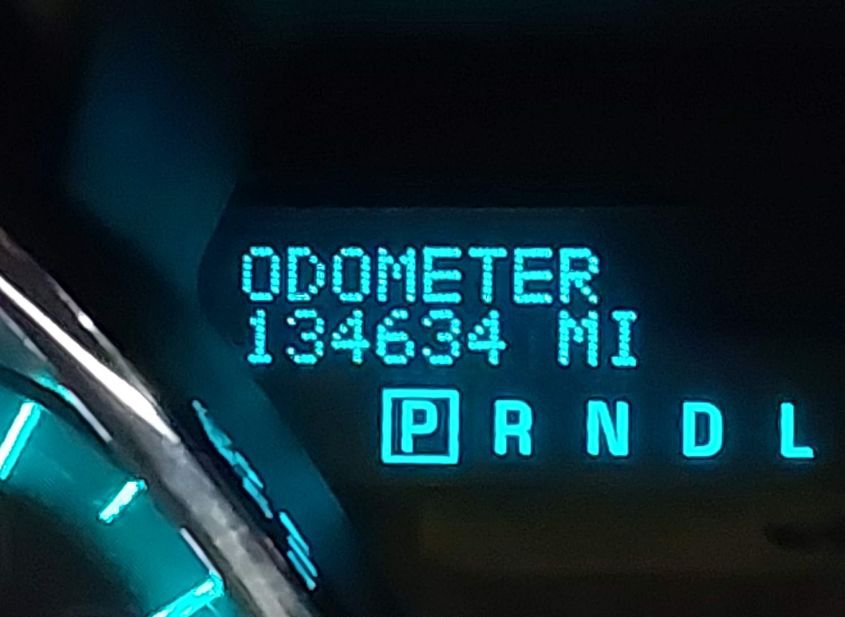 ODOMETER
134634 MI
P R N D L